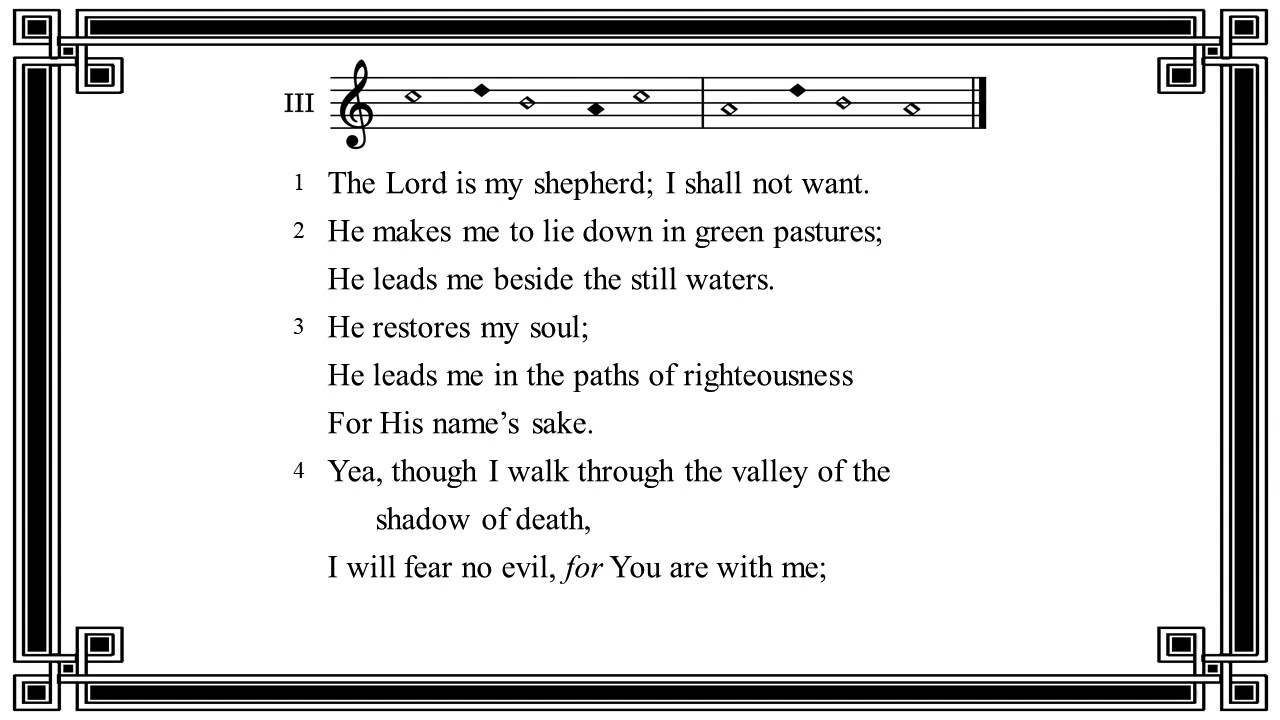 III
1 The Lord is my shepherd; I shall not want.
2 He makes me to lie down in green pastures;
He leads me beside the still waters.
3 He restores my soul;
He leads me in the paths of righteousness
For His name’s sake.
4 Yea, though I walk through the valley of the
shadow of death,
I will fear no evil, for You are with me;